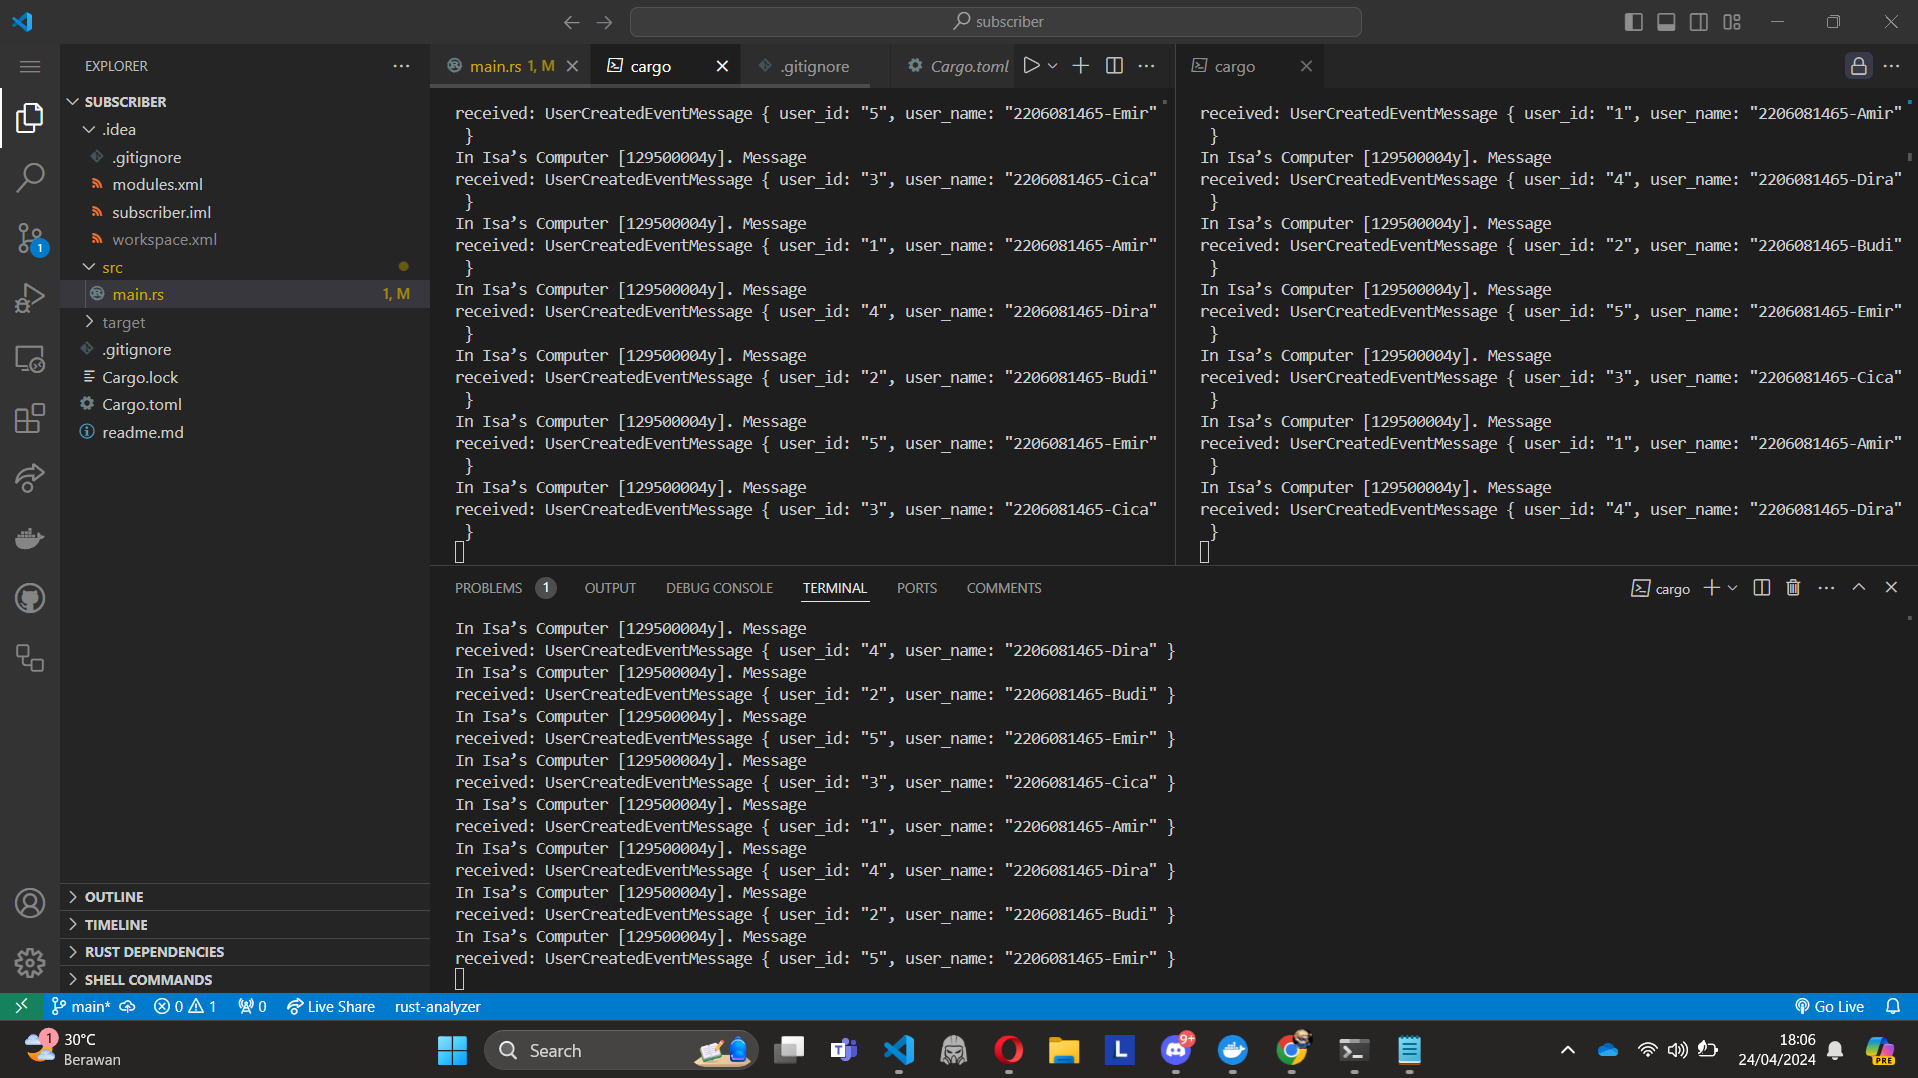 subscriber
EXPLORER
SUBSCRIBER
.idea
.gitignore
modules.xml
subscriber.iml
workspace.xml
src
main.rs 1, M
target
.gitignore
Cargo.lock
Cargo.toml
readme.md
OUTLINE
TIMELINE
RUST DEPENDENCIES
SHELL COMMANDS
1
main.rs 1, M
cargo
.gitignore
Cargo.toml
received: UserCreatedEventMessage { user_id: "5", user_name: "2206081465-Emir"
}
In Isa’s Computer [129500004y]. Message
received: UserCreatedEventMessage { user_id: "3", user_name: "2206081465-Cica"
}
In Isa’s Computer [129500004y]. Message
received: UserCreatedEventMessage { user_id: "1", user_name: "2206081465-Amir"
}
In Isa’s Computer [129500004y]. Message
received: UserCreatedEventMessage { user_id: "4", user_name: "2206081465-Dira"
}
In Isa’s Computer [129500004y]. Message
received: UserCreatedEventMessage { user_id: "2", user_name: "2206081465-Budi"
}
In Isa’s Computer [129500004y]. Message
received: UserCreatedEventMessage { user_id: "5", user_name: "2206081465-Emir"
}
In Isa’s Computer [129500004y]. Message
received: UserCreatedEventMessage { user_id: "3", user_name: "2206081465-Cica"
}
cargo
received: UserCreatedEventMessage { user_id: "1", user_name: "2206081465-Amir"
}
In Isa’s Computer [129500004y]. Message
received: UserCreatedEventMessage { user_id: "4", user_name: "2206081465-Dira"
}
In Isa’s Computer [129500004y]. Message
received: UserCreatedEventMessage { user_id: "2", user_name: "2206081465-Budi"
}
In Isa’s Computer [129500004y]. Message
received: UserCreatedEventMessage { user_id: "5", user_name: "2206081465-Emir"
}
In Isa’s Computer [129500004y]. Message
received: UserCreatedEventMessage { user_id: "3", user_name: "2206081465-Cica"
}
In Isa’s Computer [129500004y]. Message
received: UserCreatedEventMessage { user_id: "1", user_name: "2206081465-Amir"
}
In Isa’s Computer [129500004y]. Message
received: UserCreatedEventMessage { user_id: "4", user_name: "2206081465-Dira"
}
PROBLEMS 1 OUTPUT DEBUG CONSOLE TERMINAL PORTS COMMENTS
cargo
In Isa’s Computer [129500004y]. Message
received: UserCreatedEventMessage { user_id: "4", user_name: "2206081465-Dira" }
In Isa’s Computer [129500004y]. Message
received: UserCreatedEventMessage { user_id: "2", user_name: "2206081465-Budi" }
In Isa’s Computer [129500004y]. Message
received: UserCreatedEventMessage { user_id: "5", user_name: "2206081465-Emir" }
In Isa’s Computer [129500004y]. Message
received: UserCreatedEventMessage { user_id: "3", user_name: "2206081465-Cica" }
In Isa’s Computer [129500004y]. Message
received: UserCreatedEventMessage { user_id: "1", user_name: "2206081465-Amir" }
In Isa’s Computer [129500004y]. Message
received: UserCreatedEventMessage { user_id: "4", user_name: "2206081465-Dira" }
In Isa’s Computer [129500004y]. Message
received: UserCreatedEventMessage { user_id: "2", user_name: "2206081465-Budi" }
In Isa’s Computer [129500004y]. Message
received: UserCreatedEventMessage { user_id: "5", user_name: "2206081465-Emir" }
main* 0 1 0 Live Share rust-analyzer Go Live
1
30°C
Berawan
Search
L
9+
18:06
24/04/2024
PRE